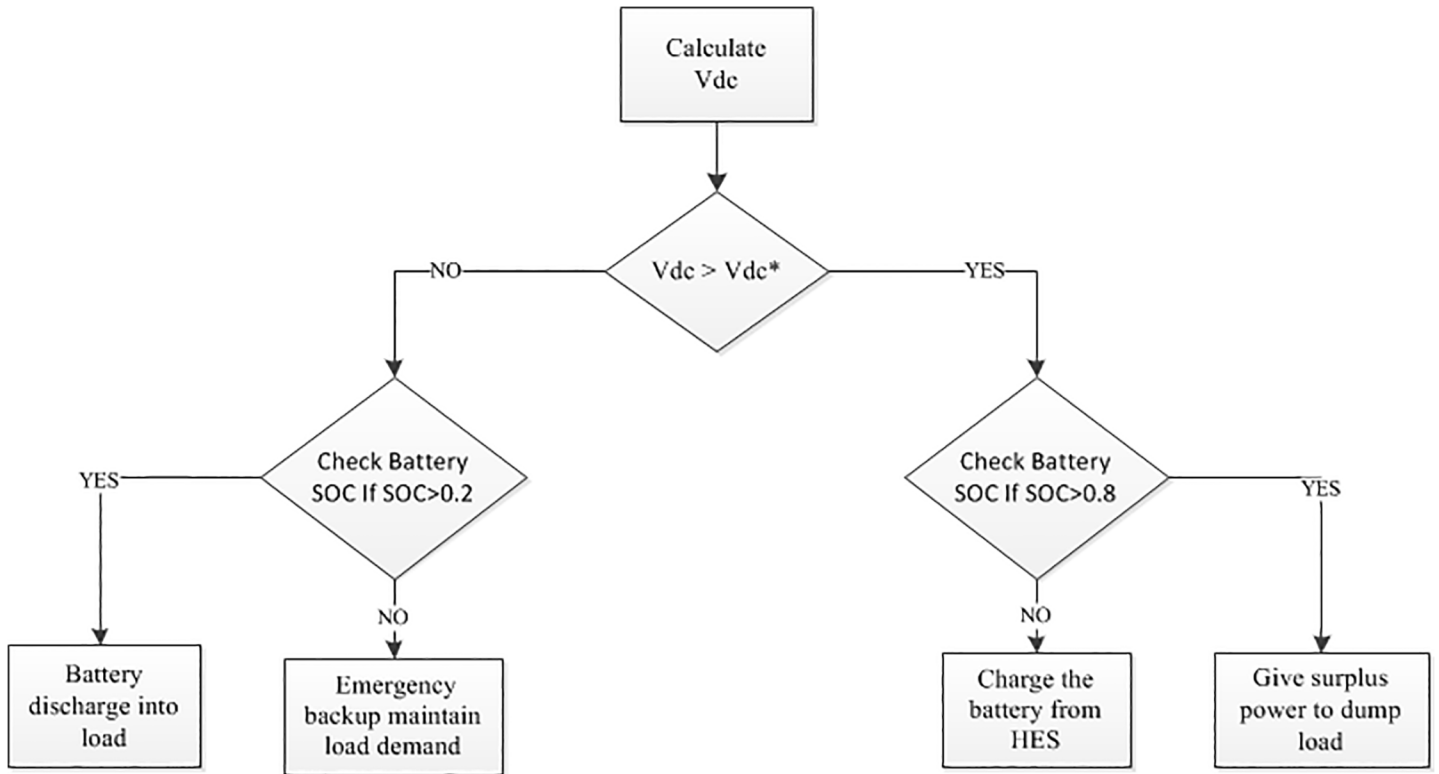 Calculate
Vdc
Vdc > Vdc*
NO
YES
Check Battery
SOC If SOC>0.2
Check Battery
SOC If SOC>0.8
YES
YES
NO
NO
Battery
discharge into
load
Emergency
backup maintain
load demand
Charge the
battery from
HES
Give surplus
power to dump
load